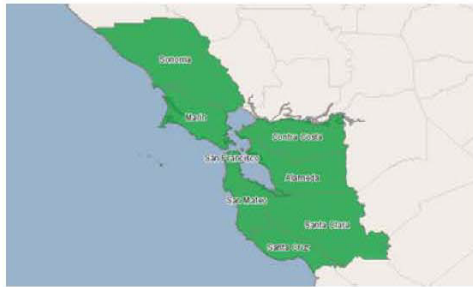 Sonoma
Marin
Contra Costa
San Francisco
Alameda
San Mateo
Santa Clara
Santa Cruz